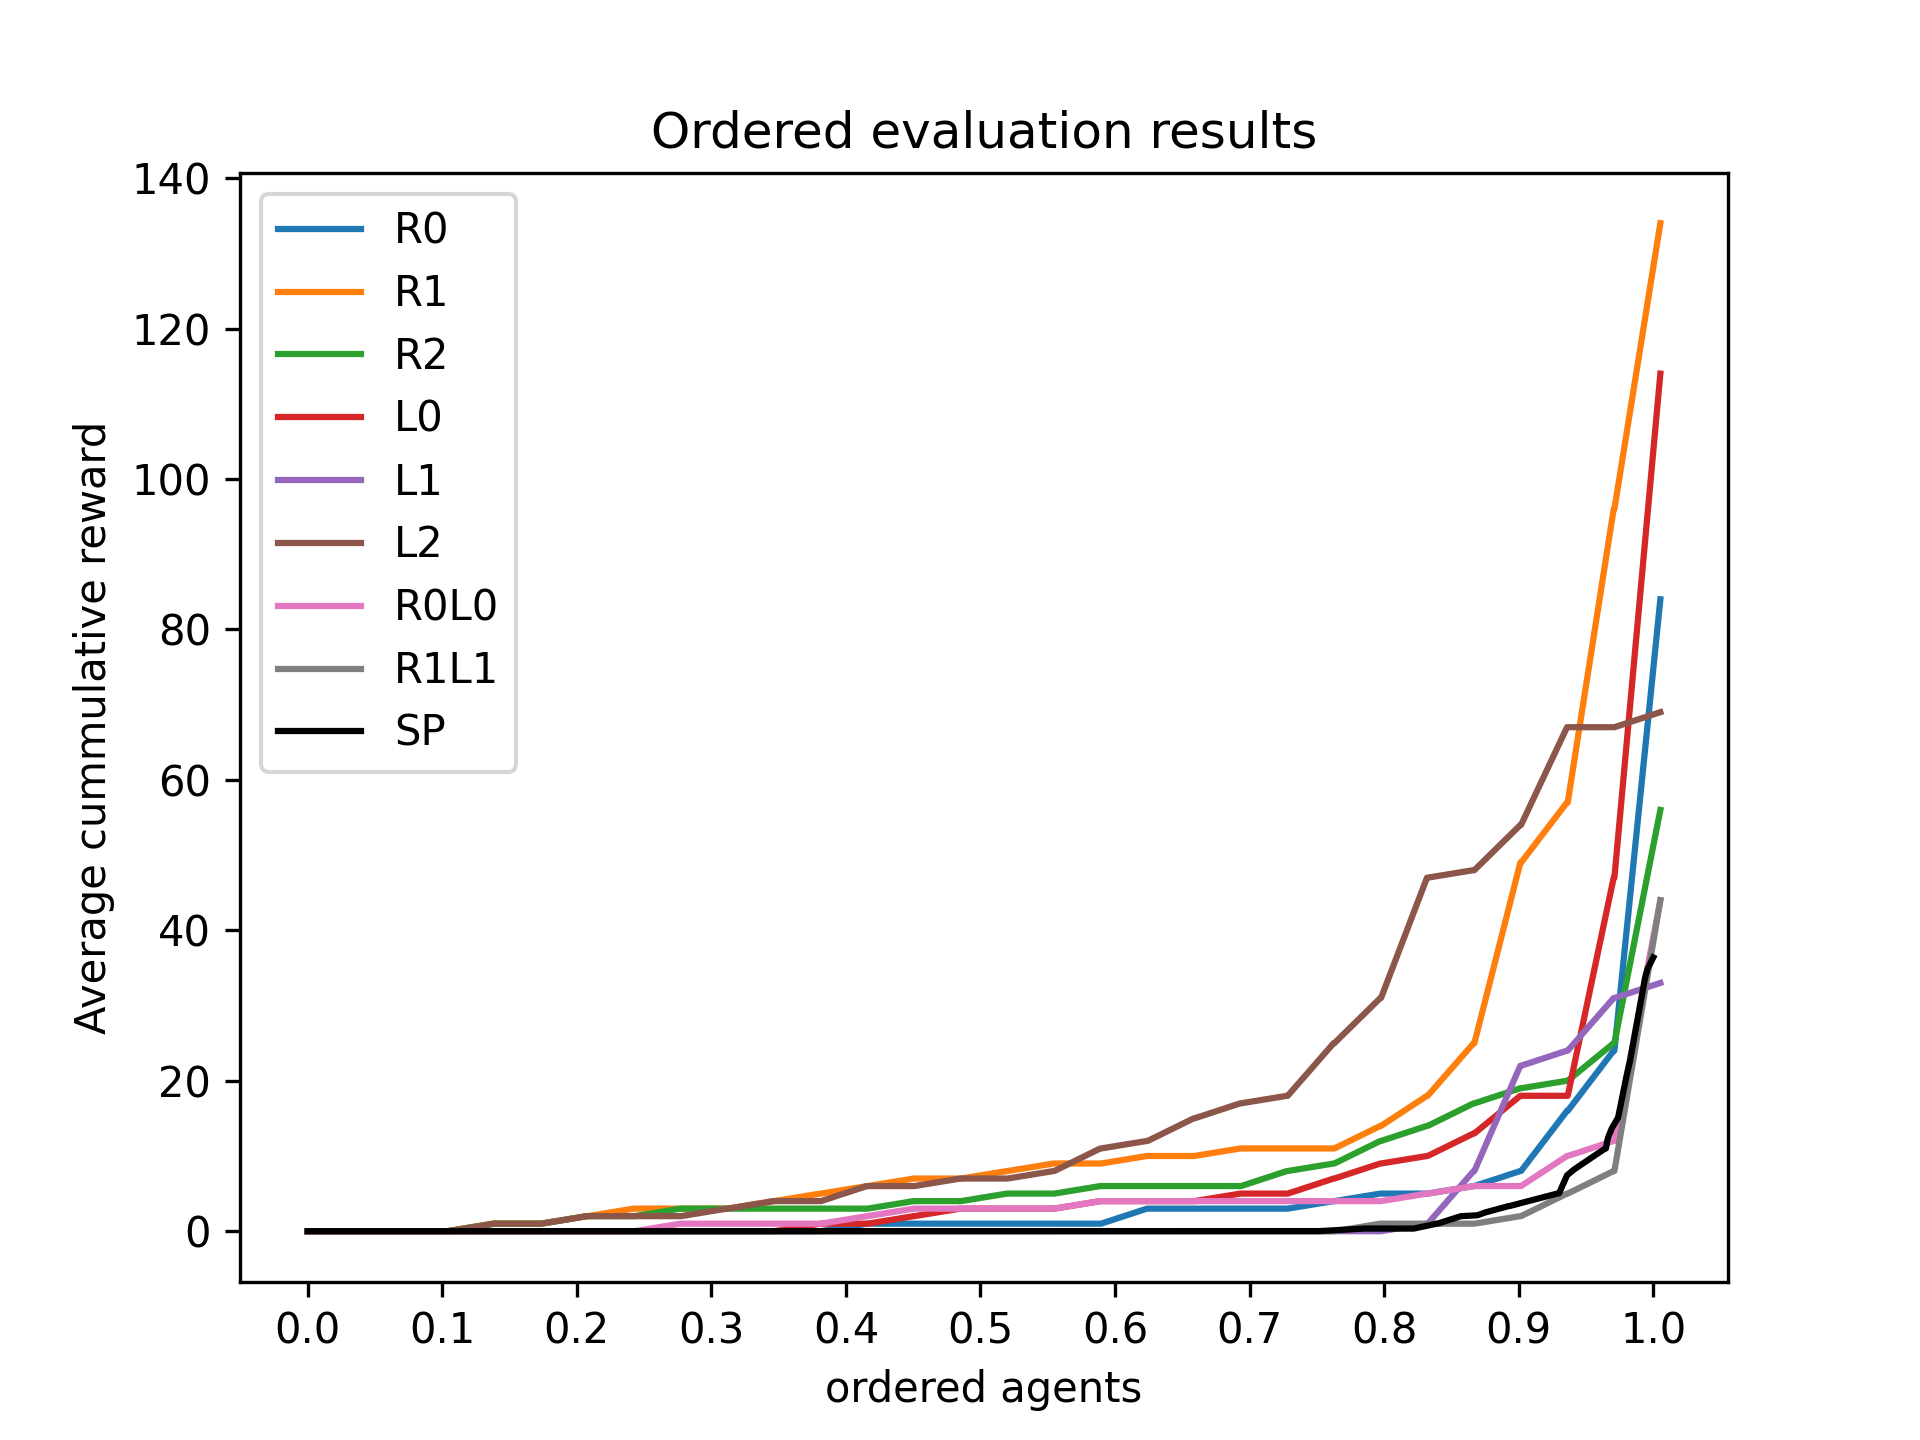 Ordered evaluation results
Average cummulative reward
140
120
100
80
60
40
20
0
R0
R1
R2
L0
L1
L2
R0L0
R1L1
SP
0.0 0.1 0.2 0.3 0.4 0.5 0.6 0.7 0.8 0.9 1.0
ordered agents